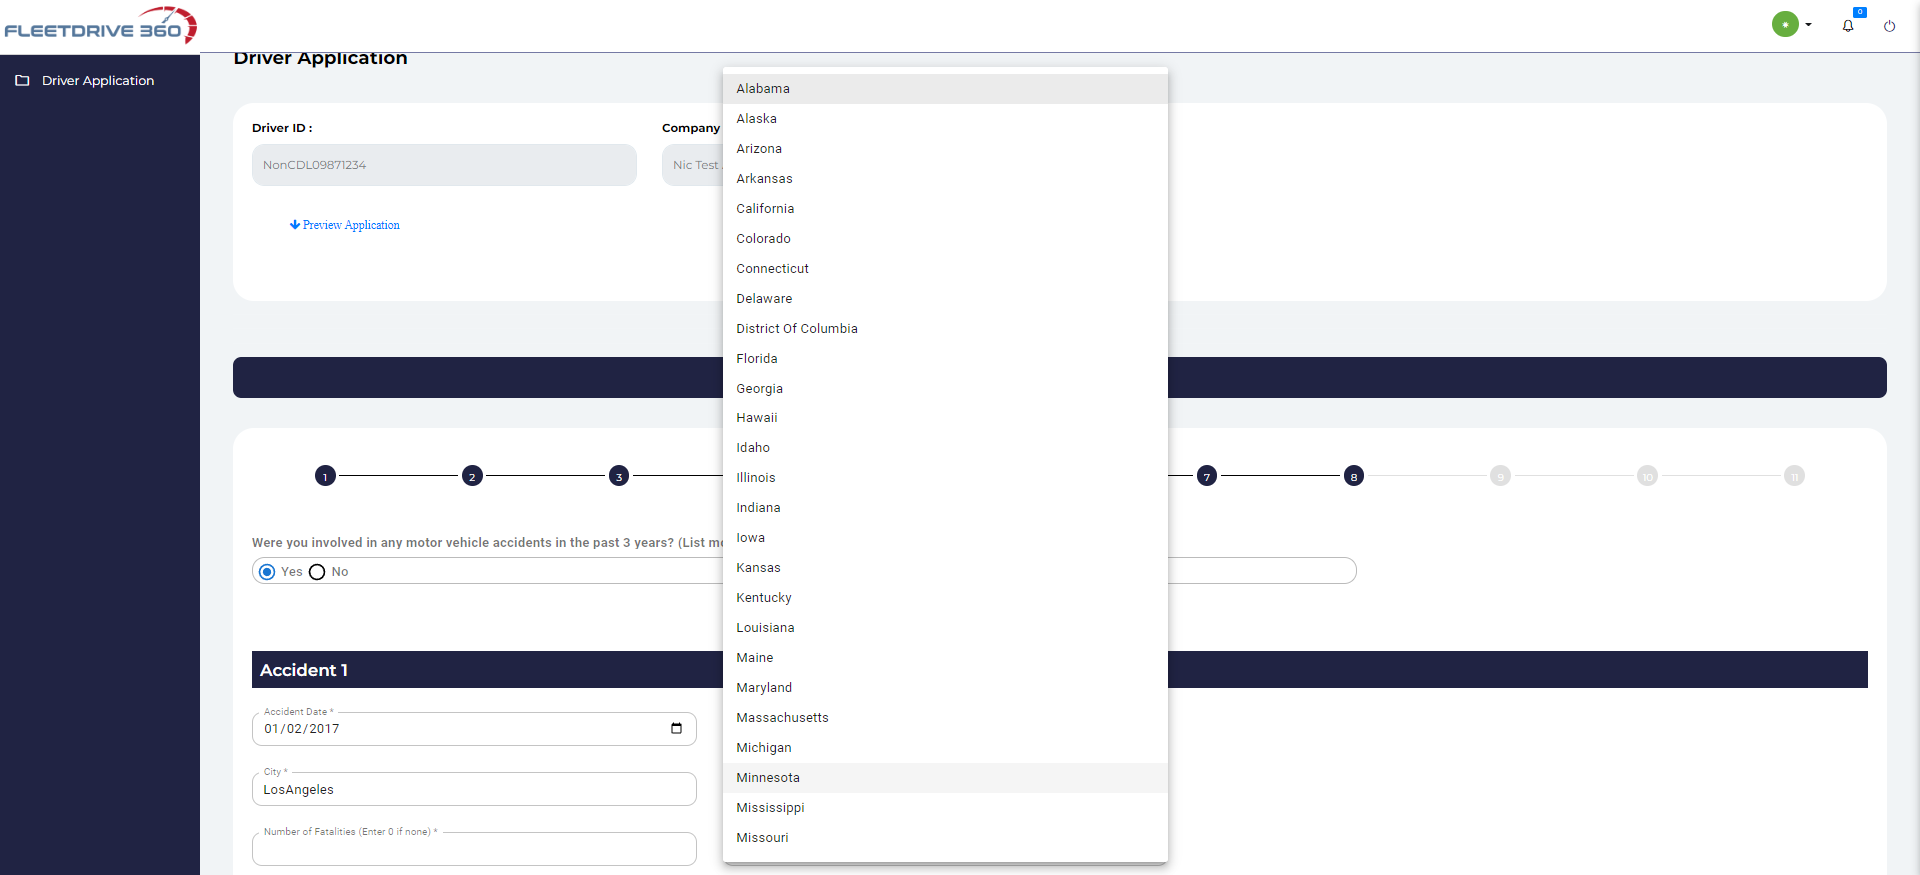 FLEETDRIVE 360
0
Driver Application
Driver Application
Driver ID :
Company
NonCDL09871234
Nic Test
Preview Application
1
2
3
7
8
9
10
11
Were you involved in any motor vehicle accidents in the past 3 years? (List
Yes
No
Accident 1
Accident Date *
01/02/2017
City *
LosAngeles
Number of Fatalities (Enter 0 if none) *
Alabama
Alaska
Arizona
Arkansas
California
Colorado
Connecticut
Delaware
District Of Columbia
Florida
Georgia
Hawaii
Idaho
Illinois
Indiana
Iowa
Kansas
Kentucky
Louisiana
Maine
Maryland
Massachusetts
Michigan
Minnesota
Mississippi
Missouri